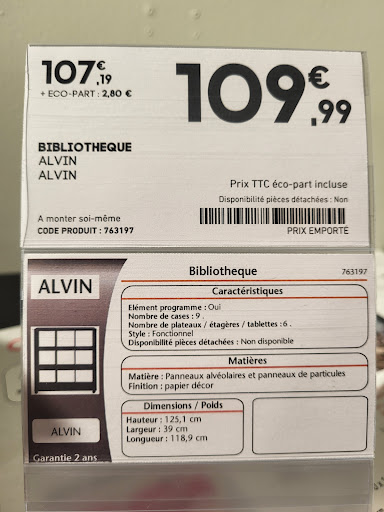 107€,19
+ ECO-PART : 2,80 €
109€,99
BIBLIOTHEQUE
ALVIN
ALVIN
Prix TTC éco-part incluse
Disponibilité pièces détachées : Non
A monter soi-même
CODE PRODUIT : 763197
PRIX EMPORTÉ
ALVIN
Bibliotheque
763197
Caractéristiques
Elément programme : Oui
Nombre de cases : 9 .
Nombre de plateaux / étagères / tablettes : 6 .
Style : Fonctionnel
Disponibilité pièces détachées : Non disponible
Matières
Matière : Panneaux alvéolaires et panneaux de particules
Finition : papier décor
Dimensions / Poids
Hauteur : 125,1 cm
Largeur : 39 cm
Longueur : 118,9 cm
ALVIN
Garantie 2 ans